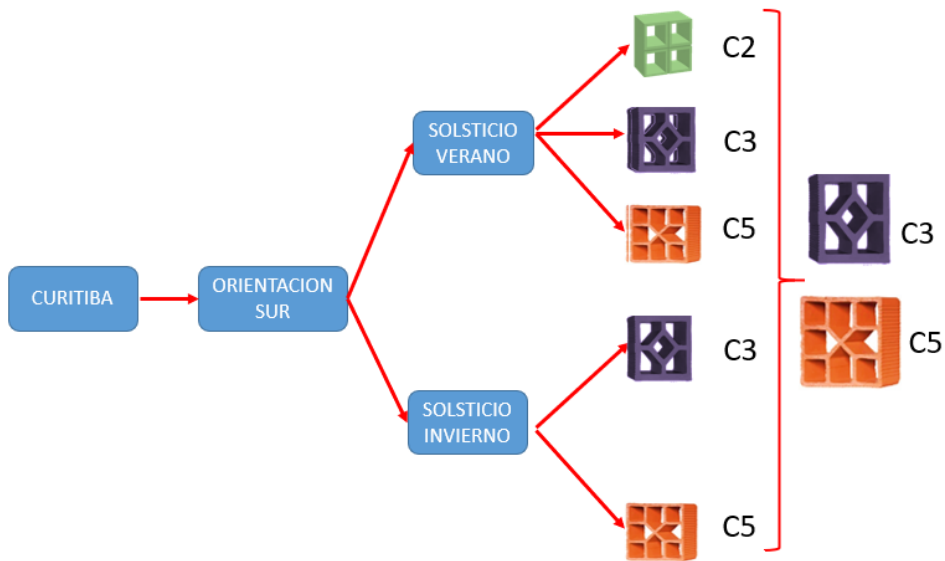 C2
SOLSTICIO
VERANO
C3
C5
C3
CURITIBA
ORIENTACION
SUR
C5
C3
SOLSTICIO
INVIERNO
C5